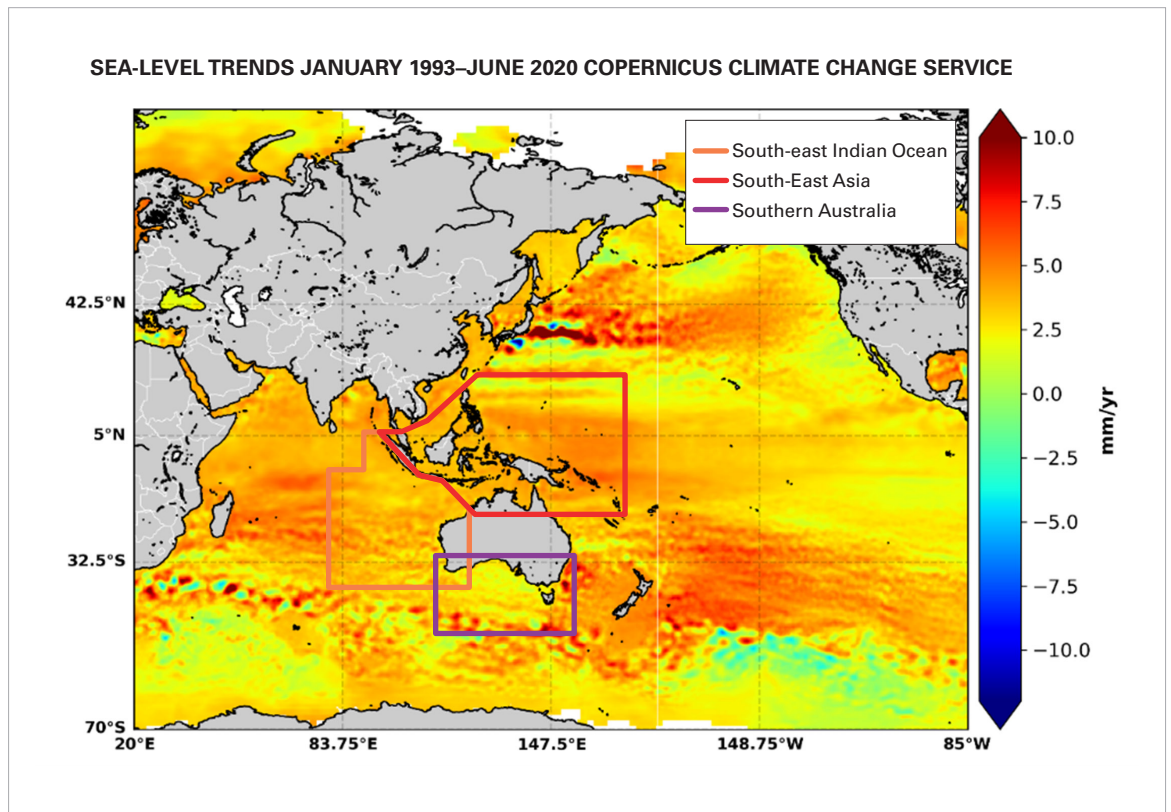 SEA-LEVEL TRENDS JANUARY 1993–JUNE 2020 COPERNICUS CLIMATE CHANGE SERVICE
South-east Indian Ocean
South-East Asia
Southern Australia
10.0
7.5
5.0
2.5
0.0
−2.5
−5.0
−7.5
−10.0
mm/yr
42.5°N
5°N
32.5°S
70°S
20°E
83.75°E
147.5°E
148.75°W
85°W